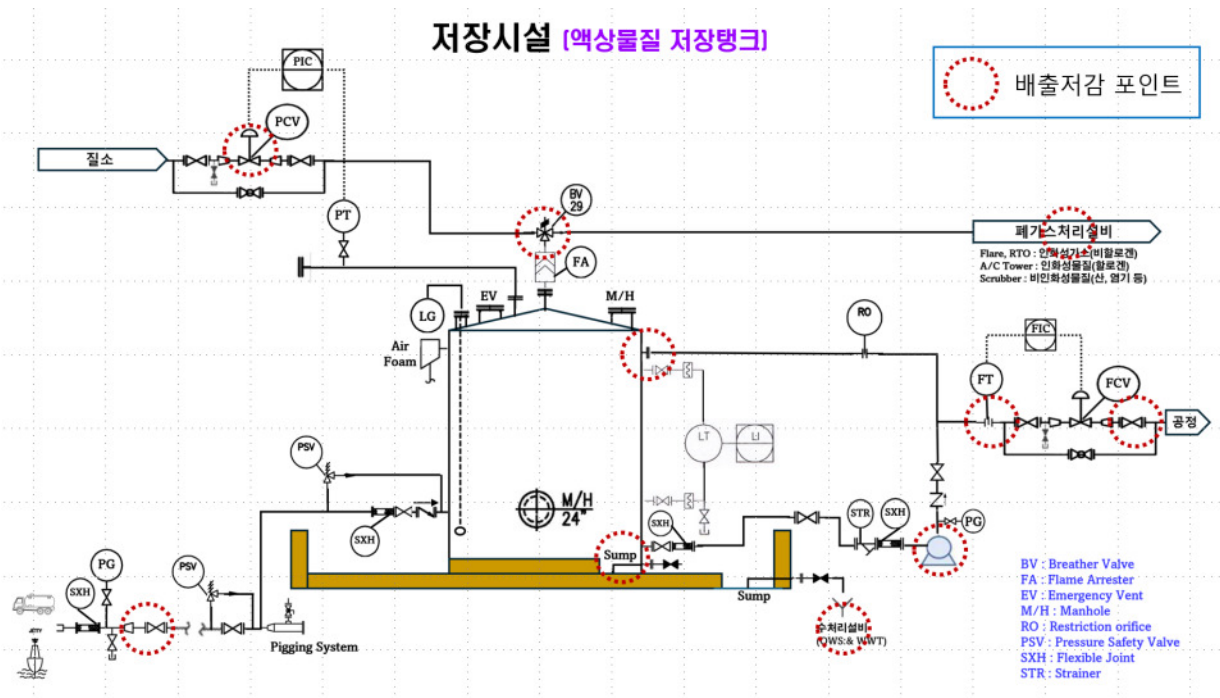 저장시설 (액상물질 저장탱크)
배출저감 포인트
PIC
PCV
질소
PT
BV
29
FA
폐가스처리설비
Flare, RTO : 인화성가스(비할로겐)
A/C Tower : 인화성물질(할로겐)
Scrubber : 비인화성물질(산, 염기 등)
LG
EV
M/H
RO
FIC
Air
Foam
FT
FCV
공정
LT
LI
PSV
M/H
24"
SXH
SXH
STR
SXH
PG
Sump
Sump
PG
PSV
SXH
Pigging System
수처리설비
(OWS:& WWT)
BV : Breather Valve
FA : Flame Arrester
EV : Emergency Vent
M/H : Manhole
RO : Restriction orifice
PSV : Pressure Safety Valve
SXH : Flexible Joint
STR : Strainer